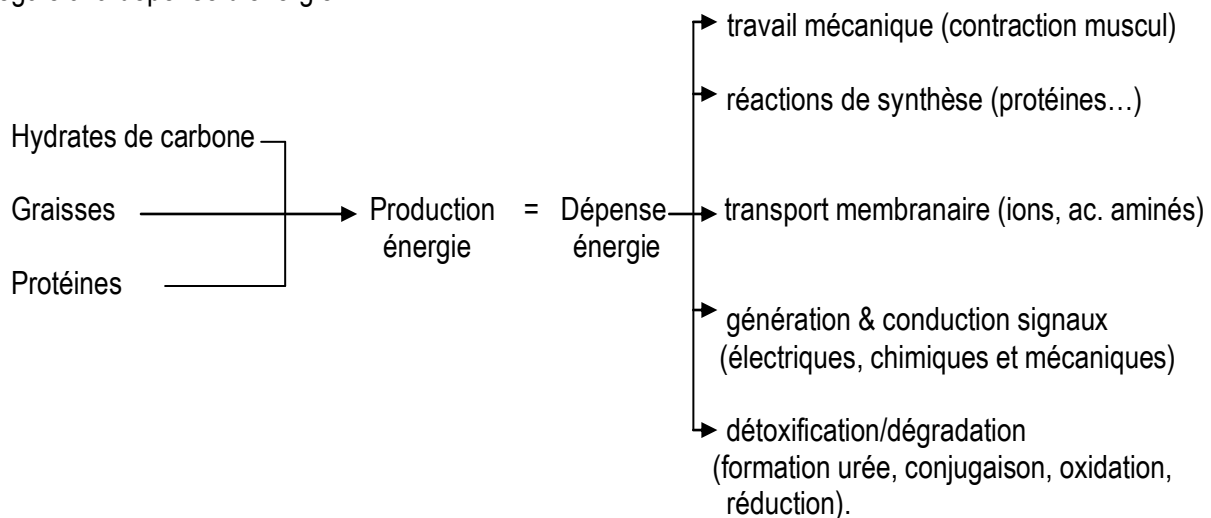 travail mécanique (contraction muscul)
réactions de synthèse (protéines…)
Hydrates de carbone
Graisses
Production = Dépense
énergie énergie
transport membranaire (ions, ac. aminés)
Protéines
génération & conduction signaux
(électriques, chimiques et mécaniques)
détoxification/dégradation
(formation urée, conjugaison, oxidation,
réduction).